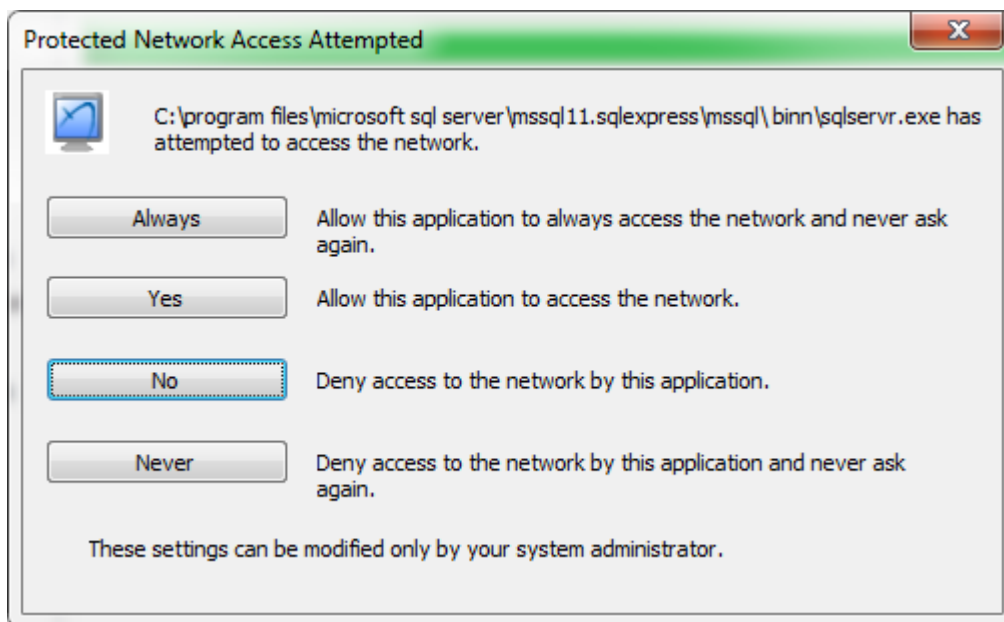 Protected Network Access Attempted
C:\program files\microsoft sql server\mssql11.sqlexpress\mssql\binn\sqlservr.exe has
attempted to access the network.
Always
Allow this application to always access the network and never ask
again.
Yes
Allow this application to access the network.
No
Deny access to the network by this application.
Never
Deny access to the network by this application and never ask
again.
These settings can be modified only by your system administrator.